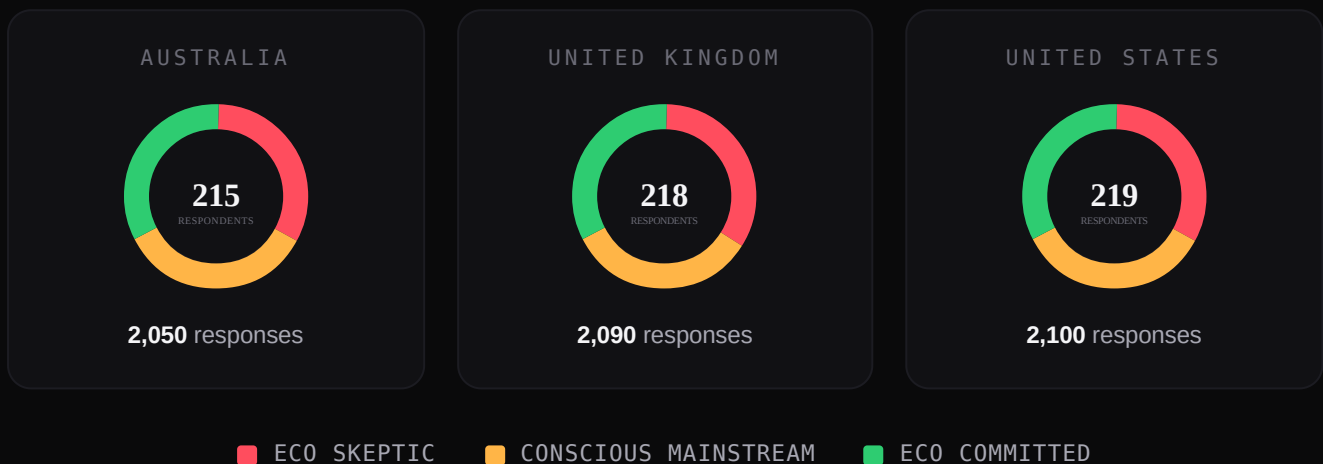 AUSTRALIA
215
RESPONDENTS
2,050 responses
UNITED KINGDOM
218
RESPONDENTS
2,090 responses
UNITED STATES
219
RESPONDENTS
2,100 responses
ECO SKEPTIC
CONSCIOUS MAINSTREAM
ECO COMMITTED